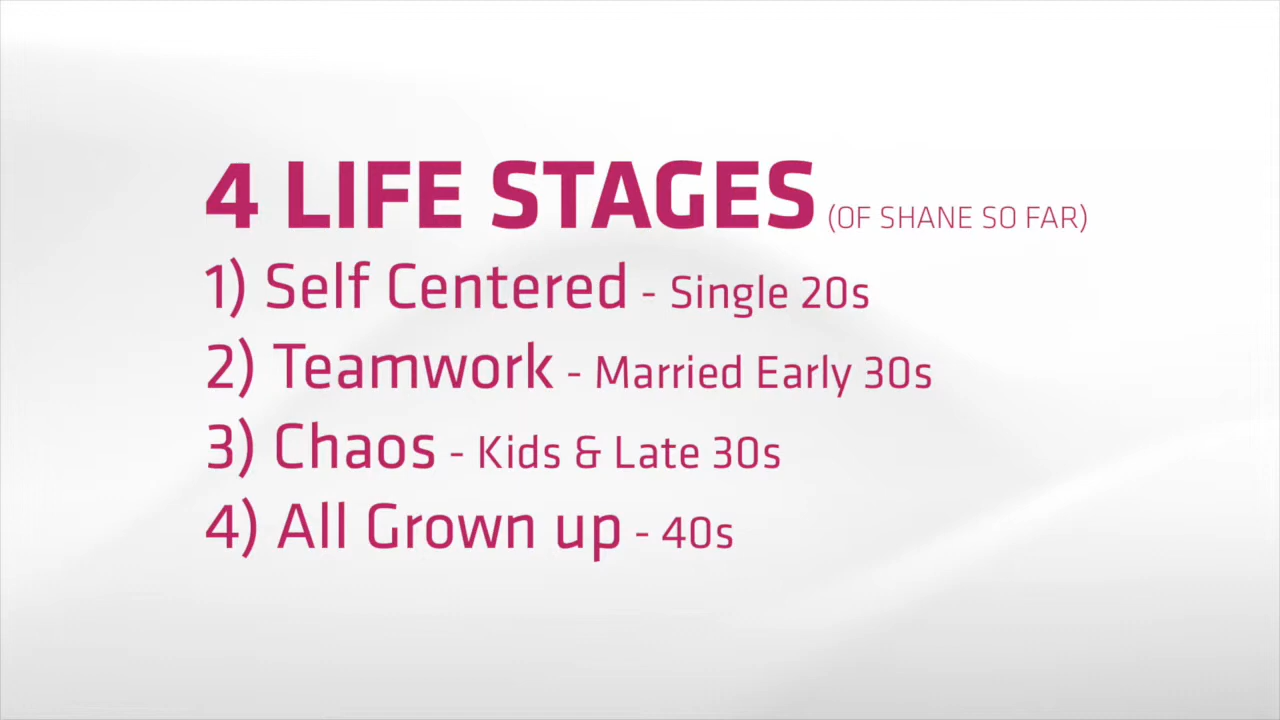 4 LIFE STAGES (OF SHANE SO FAR)
1) Self Centered - Single 20s
2) Teamwork - Married Early 30s
3) Chaos - Kids & Late 30s
4) All Grown up - 40s